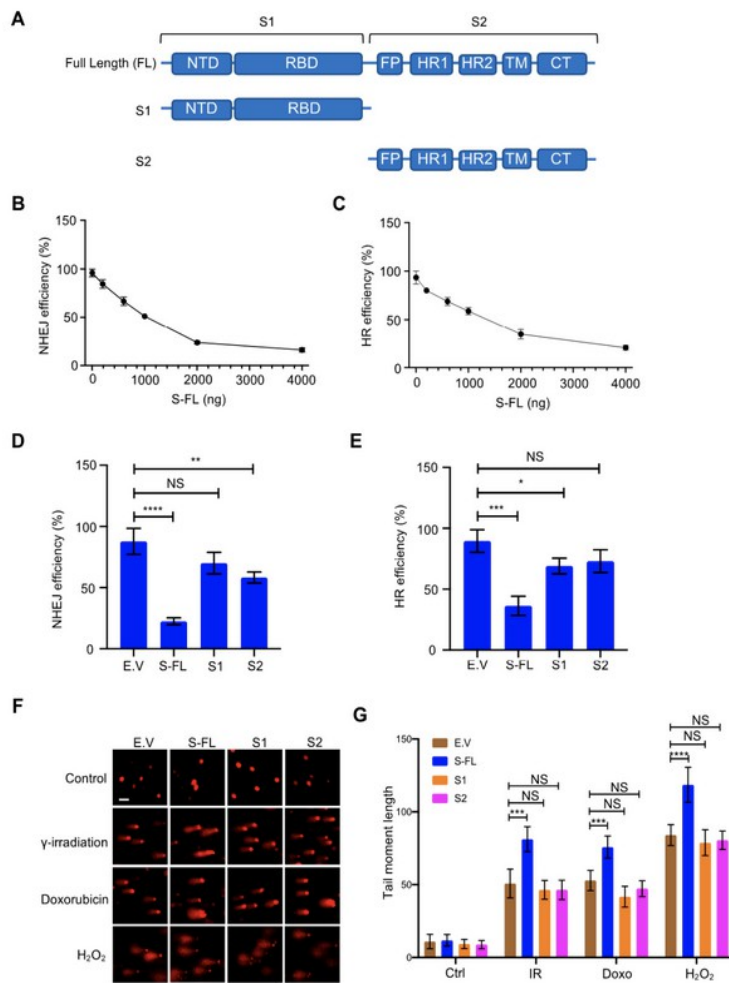 A
S1 S2
Full Length (FL) NTD RBD FP HR1 HR2 TM CT
S1 NTD RBD
S2 FP HR1 HR2 TM CT
B
NHEJ efficiency (%)
150
100
50
0
0 1000 2000 3000 4000
S-FL (ng)
C
HR efficiency (%)
150
100
50
0
0 1000 2000 3000 4000
S-FL (ng)
D
NHEJ efficiency (%)
150
100
50
0
**
NS
****
E.V S-FL S1 S2
E
HR efficiency (%)
150
100
50
0
NS
*
***
E.V S-FL S1 S2
F
E.V S-FL S1 S2
Control
γ-irradiation
Doxorubicin
H₂O₂
G
Tail moment length
150
100
50
0
E.V
S-FL
S1
S2
NS
NS
***
NS
NS
***
NS
NS
****
Ctrl IR Doxo H₂O₂